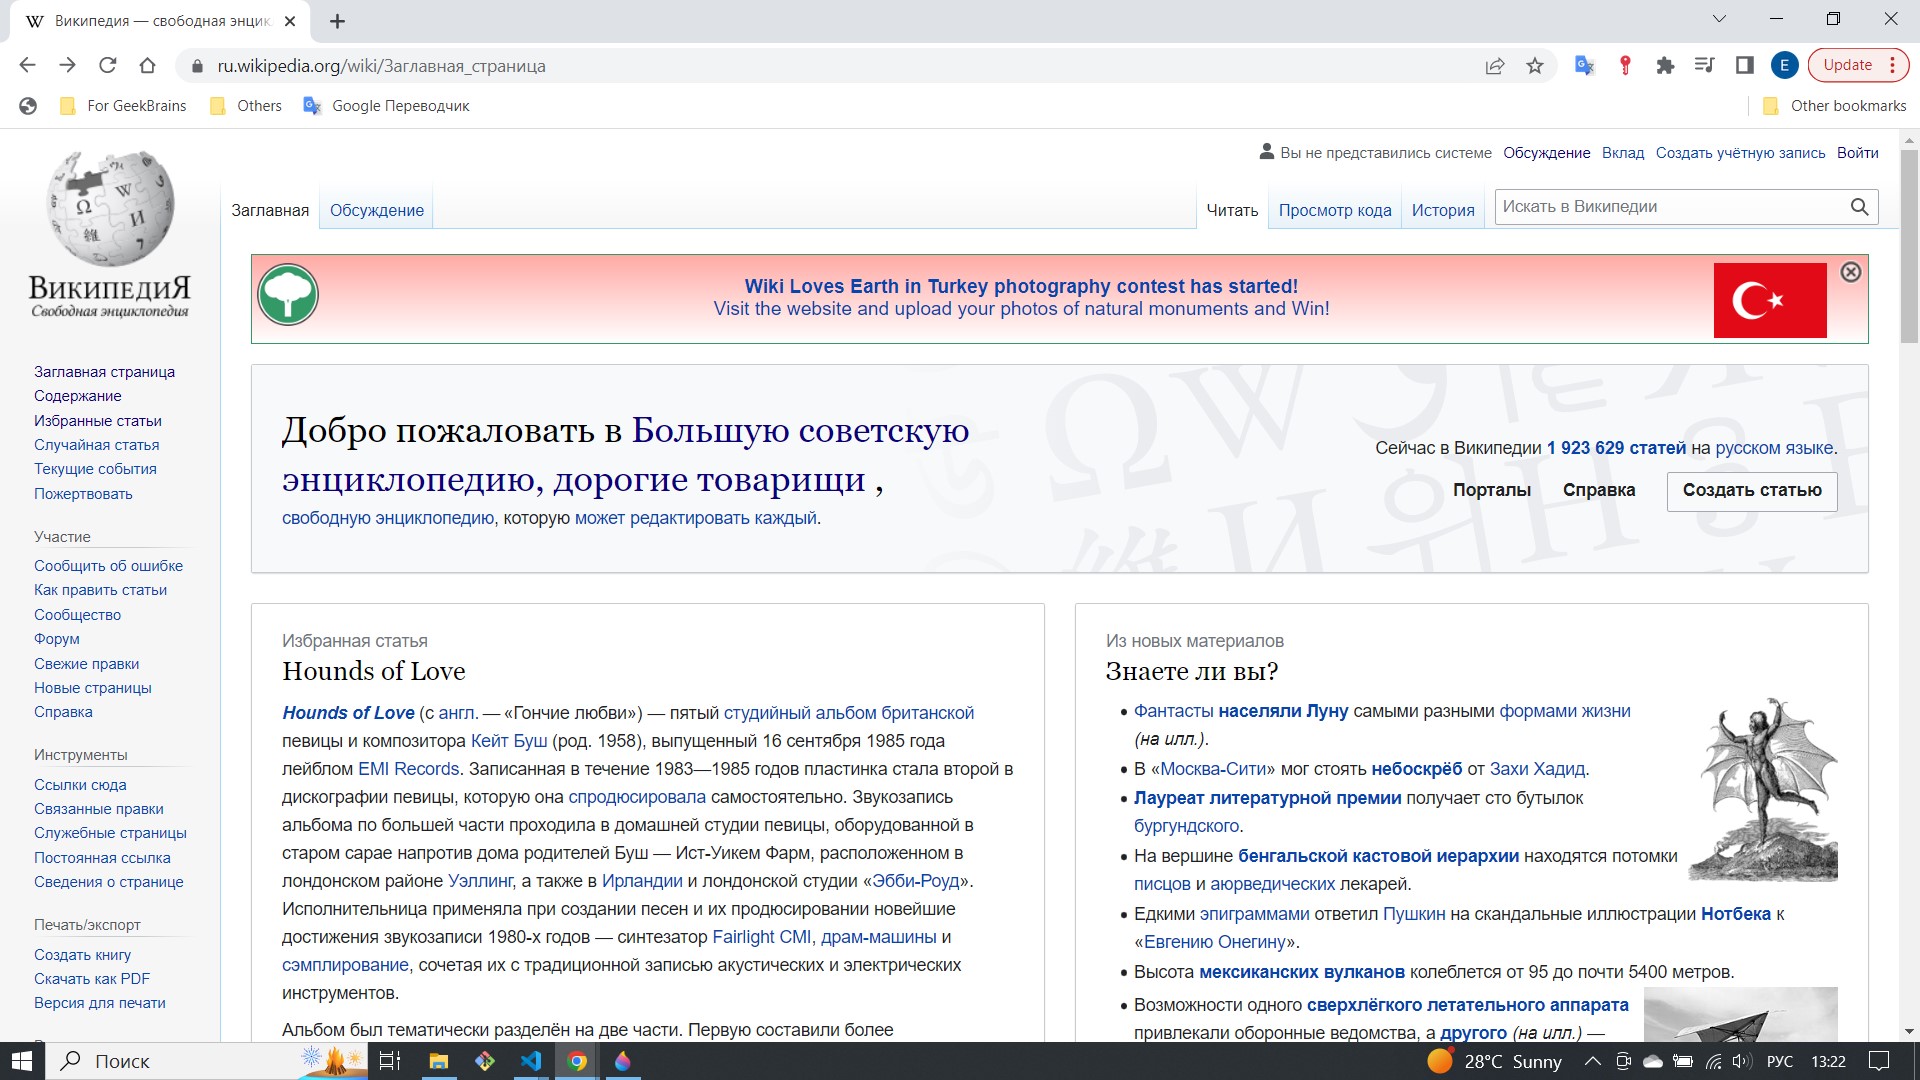 Википедия — свободная энцик
ru.wikipedia.org/wiki/Заглавная_страница
E
Update
For GeekBrains
Others
Google Переводчик
Other bookmarks
Вы не представились системе
Обсуждение
Вклад
Создать учётную запись
Войти
ВикипедиЯ
Свободная энциклопедия
Заглавная
Обсуждение
Читать
Просмотр кода
История
Искать в Википедии
Wiki Loves Earth in Turkey photography contest has started!
Visit the website and upload your photos of natural monuments and Win!
Заглавная страница
Содержание
Избранные статьи
Случайная статья
Текущие события
Пожертвовать
Участие
Сообщить об ошибке
Как править статьи
Сообщество
Форум
Свежие правки
Новые страницы
Справка
Инструменты
Ссылки сюда
Связанные правки
Служебные страницы
Постоянная ссылка
Сведения о странице
Печать/экспорт
Создать книгу
Скачать как PDF
Версия для печати
Добро пожаловать в Большую советскую
энциклопедию, дорогие товарищи ,
свободную энциклопедию, которую может редактировать каждый.
Сейчас в Википедии 1 923 629 статей на русском языке.
Порталы
Справка
Создать статью
Избранная статья
Hounds of Love
Hounds of Love (с англ. — «Гончие любви») — пятый студийный альбом британской
певицы и композитора Кейт Буш (род. 1958), выпущенный 16 сентября 1985 года
лейблом EMI Records. Записанная в течение 1983—1985 годов пластинка стала второй в
дискографии певицы, которую она спродюсировала самостоятельно. Звукозапись
альбома по большей части проходила в домашней студии певицы, оборудованной в
старом сарае напротив дома родителей Буш — Ист-Уикем Фарм, расположенном в
лондонском районе Уэллинг, а также в Ирландии и лондонской студии «Эбби-Роуд».
Исполнительница применяла при создании песен и их продюсировании новейшие
достижения звукозаписи 1980-х годов — синтезатор Fairlight CMI, драм-машины и
сэмплирование, сочетая их с традиционной записью акустических и электрических
инструментов.
Альбом был тематически разделён на две части. Первую составили более
Из новых материалов
Знаете ли вы?
Фантасты населяли Луну самыми разными формами жизни
(на илл.).
В «Москва-Сити» мог стоять небоскрёб от Захи Хадид.
Лауреат литературной премии получает сто бутылок
бургундского.
На вершине бенгальской кастовой иерархии находятся потомки
писцов и аюрведических лекарей.
Едкими эпиграммами ответил Пушкин на скандальные иллюстрации Нотбека к
«Евгению Онегину».
Высота мексиканских вулканов колеблется от 95 до почти 5400 метров.
Возможности одного сверхлёгкого летательного аппарата
привлекали оборонные ведомства, а другого (на илл.) —
Поиск
28°C Sunny
РУС
13:22